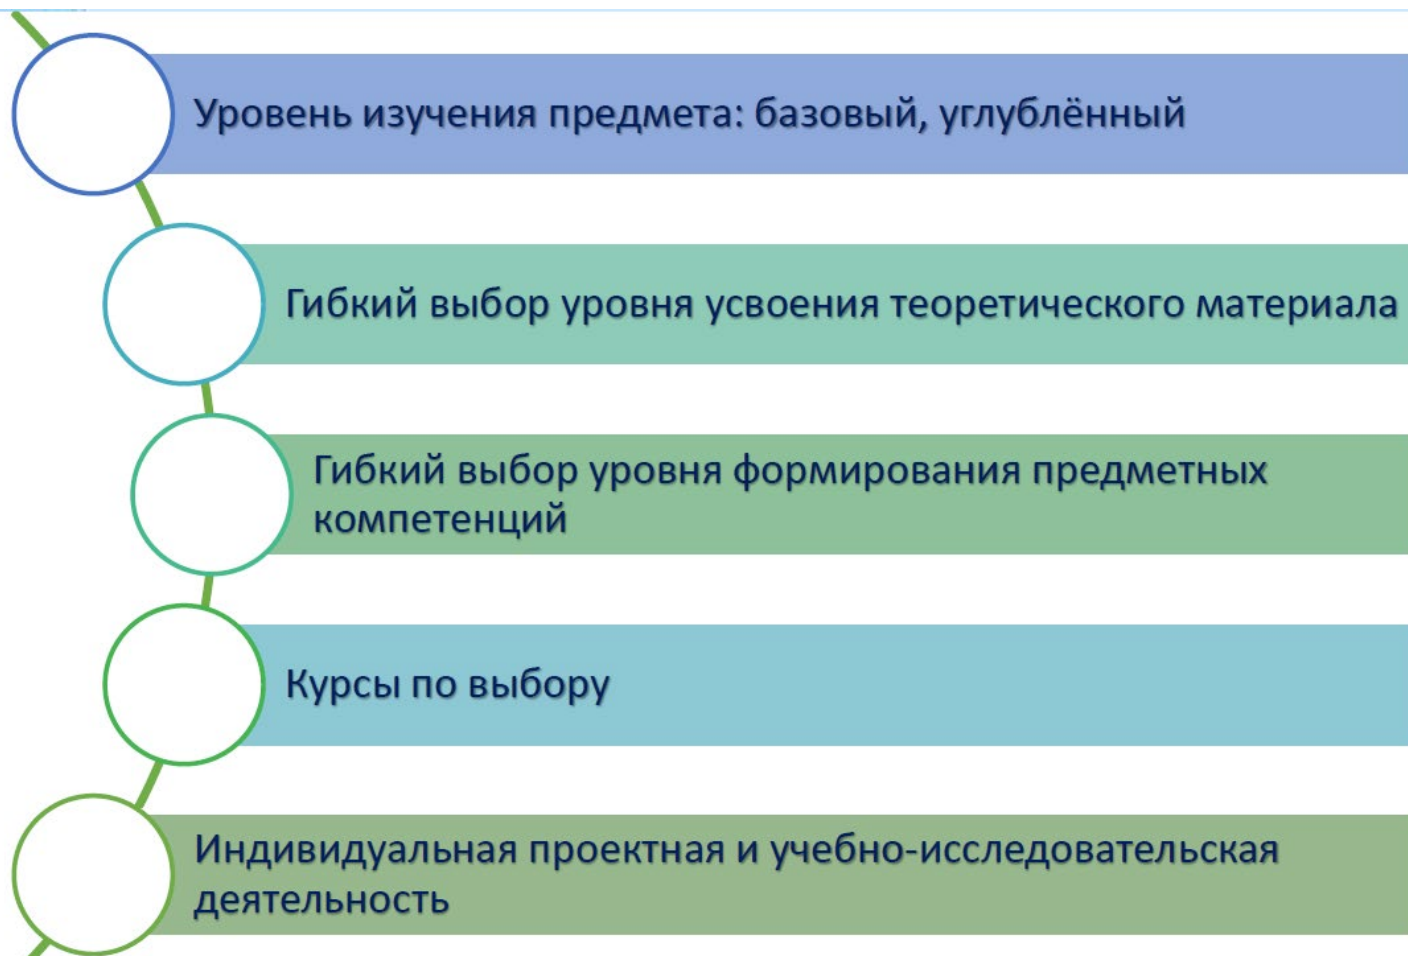 Уровень изучения предмета: базовый, углублённый
Гибкий выбор уровня усвоения теоретического материала
Гибкий выбор уровня формирования предметных
компетенций
Курсы по выбору
Индивидуальная проектная и учебно-исследовательская
деятельность